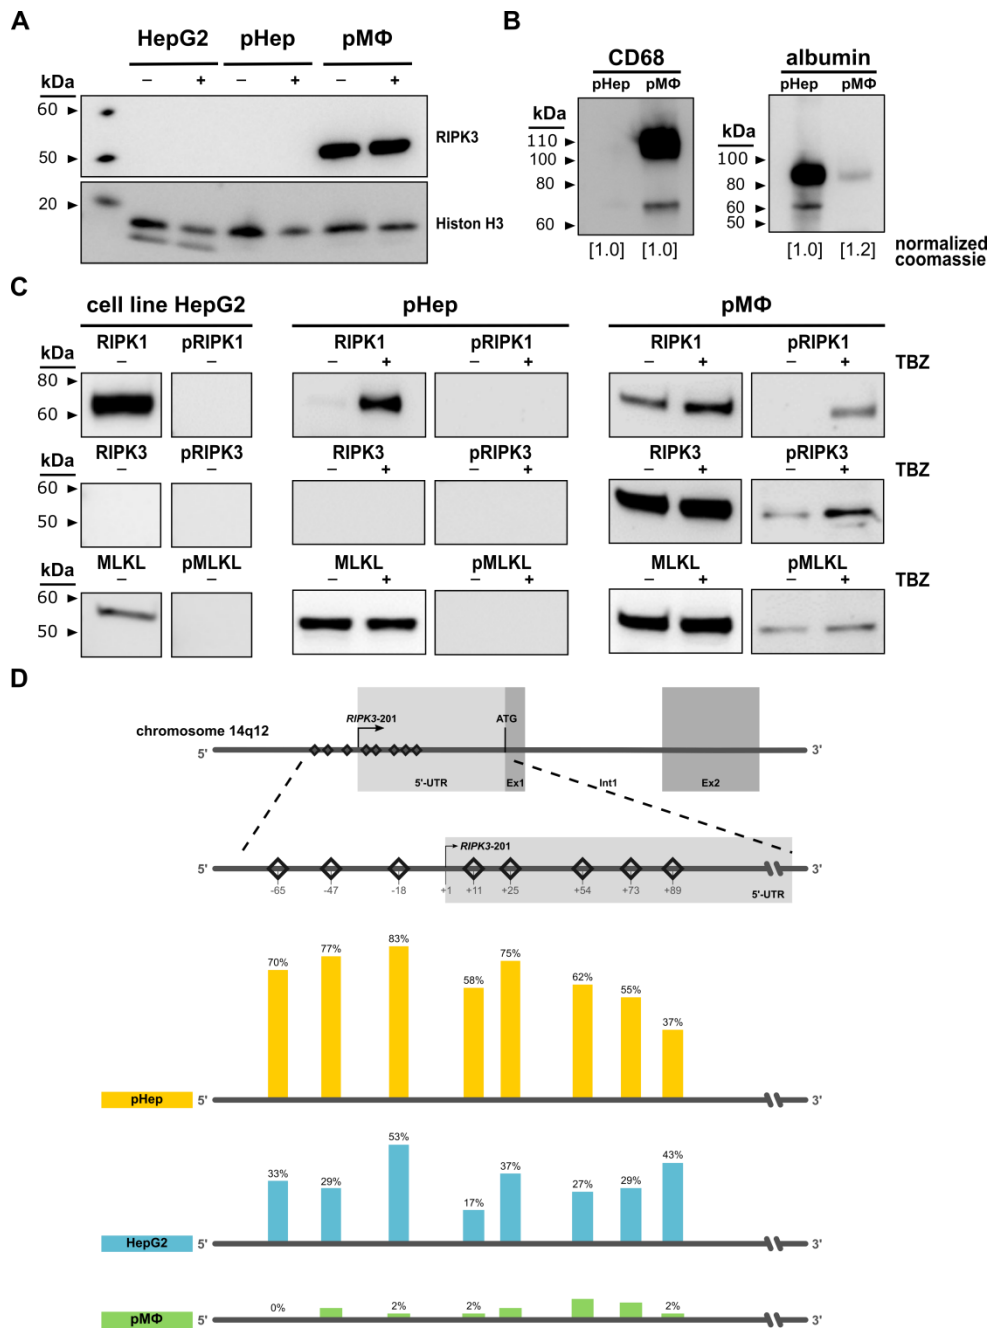 A
HepG2 pHep pMΦ
kDa – + – + – +
60
50
RIPK3
20
Histon H3
B
CD68 albumin
pHep pMΦ pHep pMΦ
kDa
110
100
80
60
kDa
100
80
60
50
[1.0] [1.0] [1.0] [1.2] normalized
coomassie
C
cell line HepG2 pHep pMΦ
RIPK1 pRIPK1 RIPK1 pRIPK1 RIPK1 pRIPK1
kDa – – – + – + – + – + TBZ
80
60
RIPK3 pRIPK3 RIPK3 pRIPK3 RIPK3 pRIPK3
kDa – – – + – + – + – + TBZ
60
50
MLKL pMLKL MLKL pMLKL MLKL pMLKL
kDa – – – + – + – + – + TBZ
60
50
D
chromosome 14q12
RIPK3-201 ATG
5' 3'
5'-UTR Ex1 Int1 Ex2
RIPK3-201
5' 3'
-65 -47 -18 +1 +11 +25 +54 +73 +89 5'-UTR
70% 77% 83% 58% 75% 62% 55% 37%
pHep 5' 3'
33% 29% 53% 17% 37% 27% 29% 43%
HepG2 5' 3'
0% 2% 2% 2%
pMΦ 5' 3'